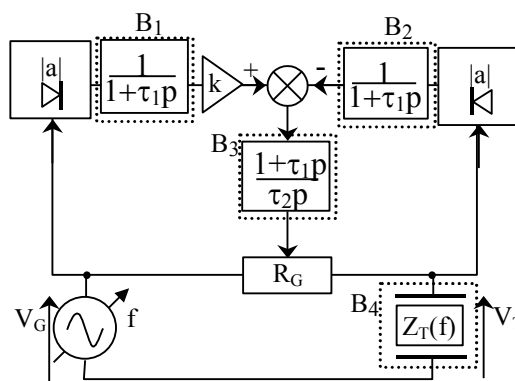 B1
B2
|a|
1
1+τ1p
k
+
-
1
1+τ1p
|a|
B3
1+τ1p
τ2p
RG
B4
VG
f
ZT(f)